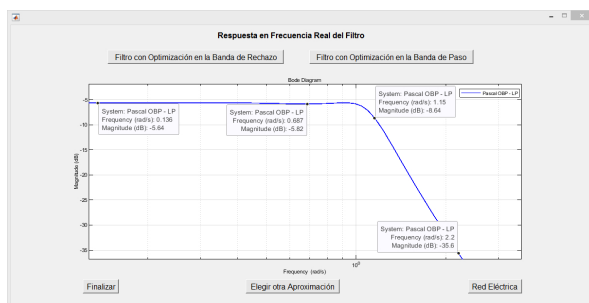 Respuesta en Frecuencia Real del Filtro
Filtro con Optimización en la Banda de Rechazo
Filtro con Optimización en la Banda de Paso
Bode Diagram
System: Pascal OBP - LP
Frequency (rad/s): 0.136
Magnitude (dB): -5.64
System: Pascal OBP - LP
Frequency (rad/s): 0.687
Magnitude (dB): -5.82
System: Pascal OBP - LP
Frequency (rad/s): 1.15
Magnitude (dB): -8.64
Pascal OBP - LP
System: Pascal OBP - LP
Frequency (rad/s): 2.2
Magnitude (dB): -35.6
Magnitude (dB)
-5
-10
-15
-20
-25
-30
-35
10⁰
Frequency (rad/s)
Finalizar
Elegir otra Aproximación
Red Eléctrica